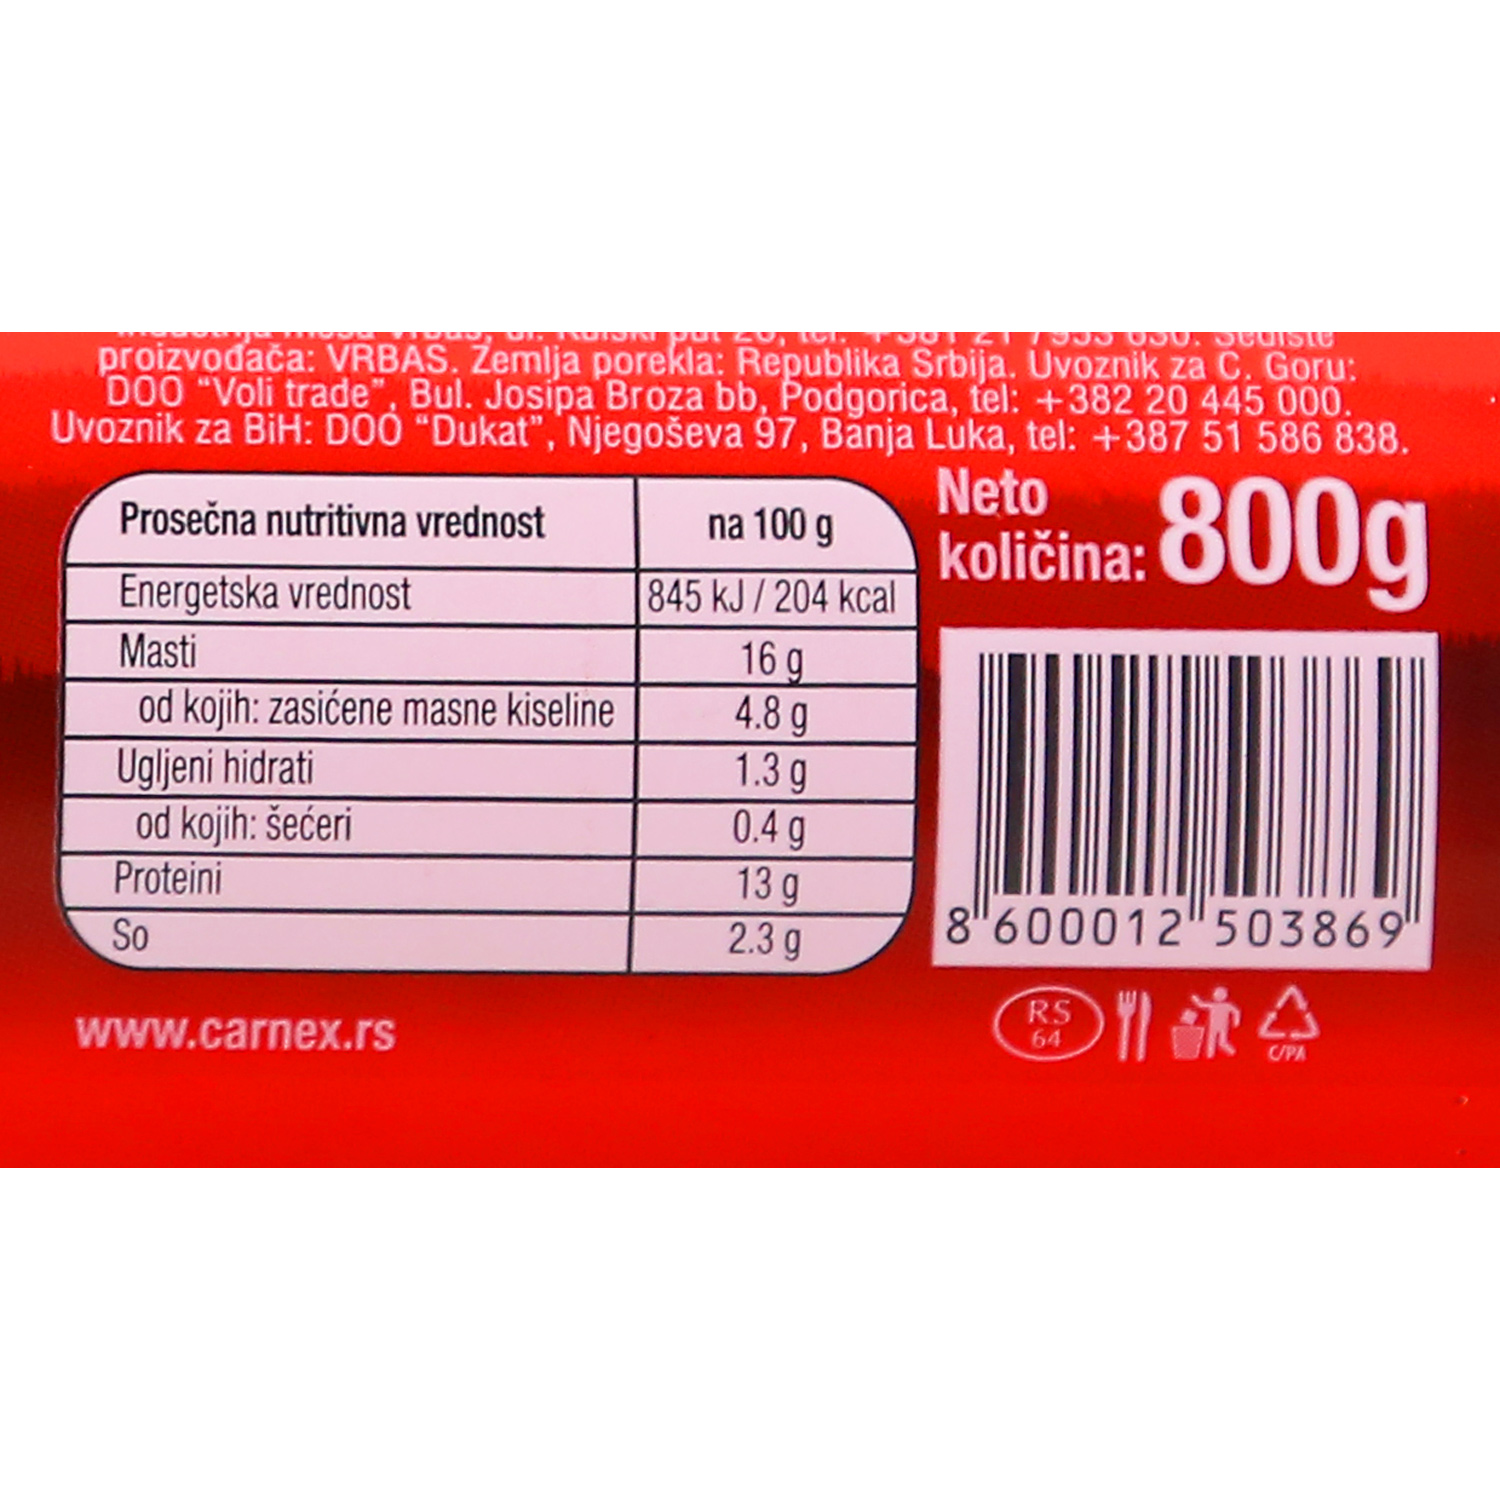 proizvođača: VRBAS. Zemlja porekla: Republika Srbija. Uvoznik za C. Goru:
DOO "Voli trade", Bul. Josipa Broza bb, Podgorica, tel: +382 20 445 000.
Uvoznik za BiH: DOO "Dukat", Njegoševa 97, Banja Luka, tel: +387 51 586 838.
Prosečna nutritivna vrednost na 100 g
Energetska vrednost 845 kJ / 204 kcal
Masti 16 g
od kojih: zasićene masne kiseline 4.8 g
Ugljeni hidrati 1.3 g
od kojih: šećeri 0.4 g
Proteini 13 g
So 2.3 g
www.carnex.rs
Neto
količina: 800g
8 600012 503869
RS
64
C/PA